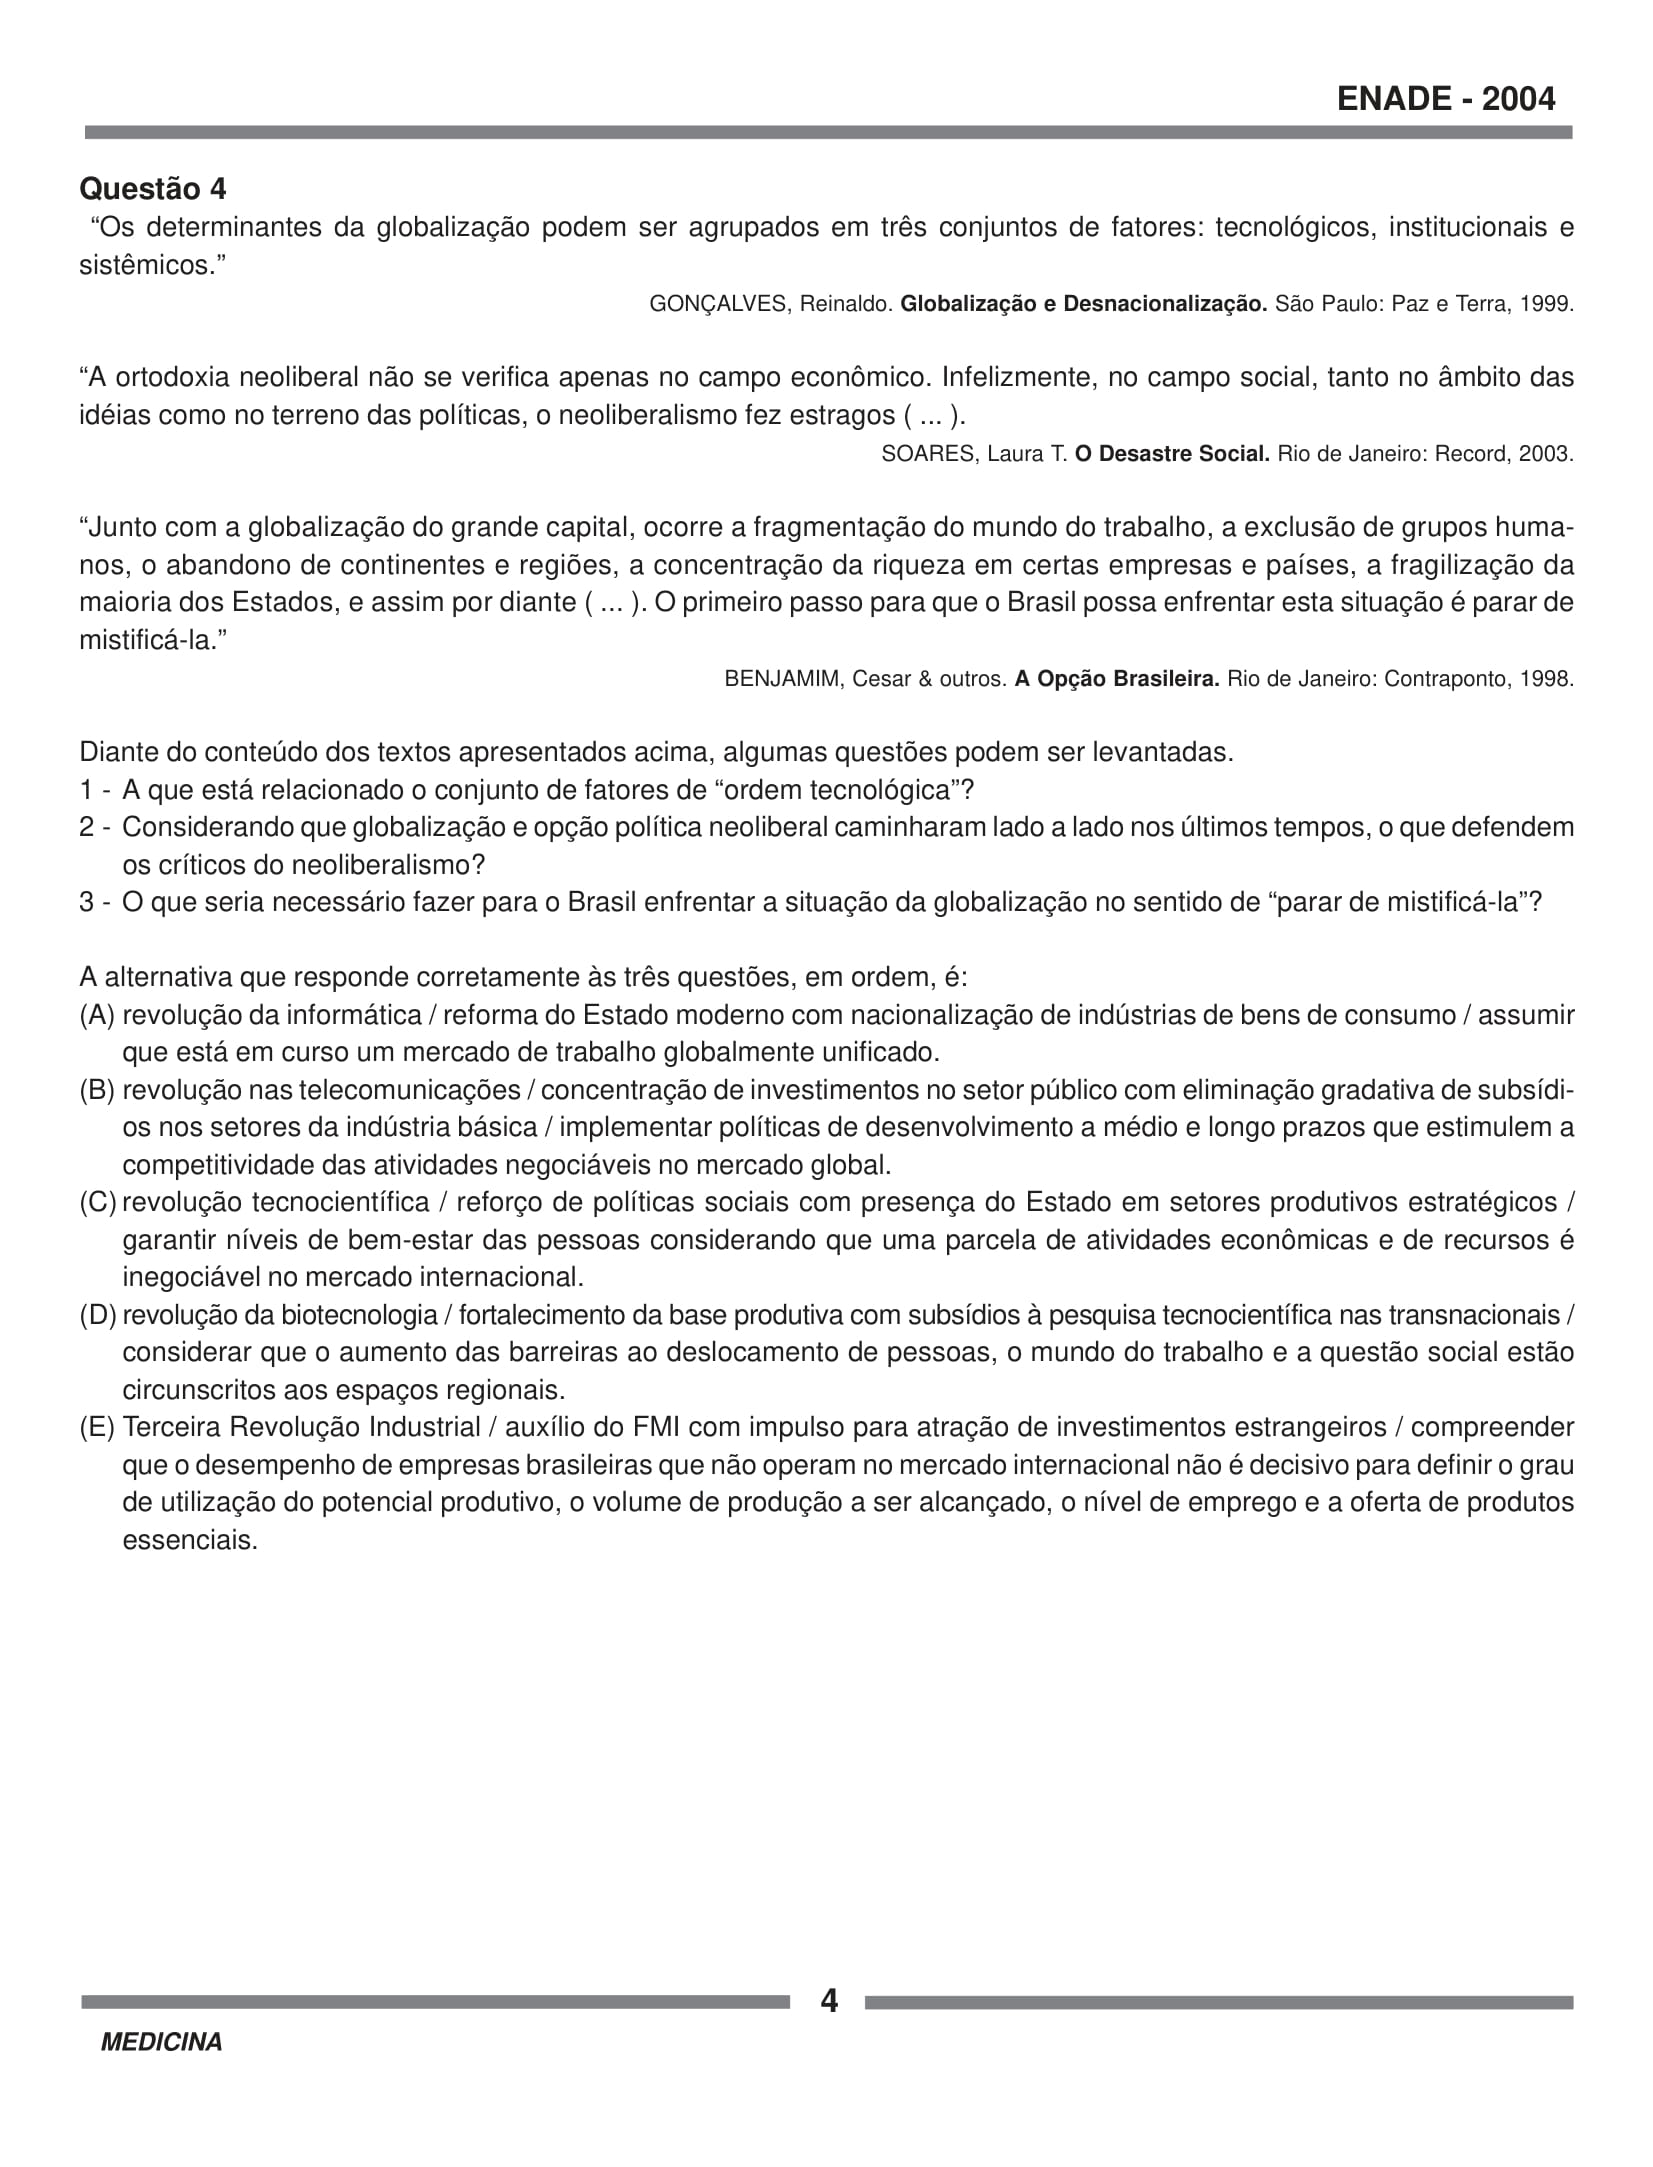 ENADE - 2004
Questão 4
“Os determinantes da globalização podem ser agrupados em três conjuntos de fatores: tecnológicos, institucionais e
sistêmicos.”
GONÇALVES, Reinaldo. Globalização e Desnacionalização. São Paulo: Paz e Terra, 1999.
“A ortodoxia neoliberal não se verifica apenas no campo econômico. Infelizmente, no campo social, tanto no âmbito das
idéias como no terreno das políticas, o neoliberalismo fez estragos ( ... ).
SOARES, Laura T. O Desastre Social. Rio de Janeiro: Record, 2003.
“Junto com a globalização do grande capital, ocorre a fragmentação do mundo do trabalho, a exclusão de grupos huma-
nos, o abandono de continentes e regiões, a concentração da riqueza em certas empresas e países, a fragilização da
maioria dos Estados, e assim por diante ( ... ). O primeiro passo para que o Brasil possa enfrentar esta situação é parar de
mistificá-la.”
BENJAMIM, Cesar & outros. A Opção Brasileira. Rio de Janeiro: Contraponto, 1998.
Diante do conteúdo dos textos apresentados acima, algumas questões podem ser levantadas.
1 - A que está relacionado o conjunto de fatores de “ordem tecnológica”?
2 - Considerando que globalização e opção política neoliberal caminharam lado a lado nos últimos tempos, o que defendem
os críticos do neoliberalismo?
3 - O que seria necessário fazer para o Brasil enfrentar a situação da globalização no sentido de “parar de mistificá-la”?
A alternativa que responde corretamente às três questões, em ordem, é:
(A) revolução da informática / reforma do Estado moderno com nacionalização de indústrias de bens de consumo / assumir
que está em curso um mercado de trabalho globalmente unificado.
(B) revolução nas telecomunicações / concentração de investimentos no setor público com eliminação gradativa de subsídi-
os nos setores da indústria básica / implementar políticas de desenvolvimento a médio e longo prazos que estimulem a
competitividade das atividades negociáveis no mercado global.
(C) revolução tecnocientífica / reforço de políticas sociais com presença do Estado em setores produtivos estratégicos /
garantir níveis de bem-estar das pessoas considerando que uma parcela de atividades econômicas e de recursos é
inegociável no mercado internacional.
(D) revolução da biotecnologia / fortalecimento da base produtiva com subsídios à pesquisa tecnocientífica nas transnacionais /
considerar que o aumento das barreiras ao deslocamento de pessoas, o mundo do trabalho e a questão social estão
circunscritos aos espaços regionais.
(E) Terceira Revolução Industrial / auxílio do FMI com impulso para atração de investimentos estrangeiros / compreender
que o desempenho de empresas brasileiras que não operam no mercado internacional não é decisivo para definir o grau
de utilização do potencial produtivo, o volume de produção a ser alcançado, o nível de emprego e a oferta de produtos
essenciais.
4
MEDICINA